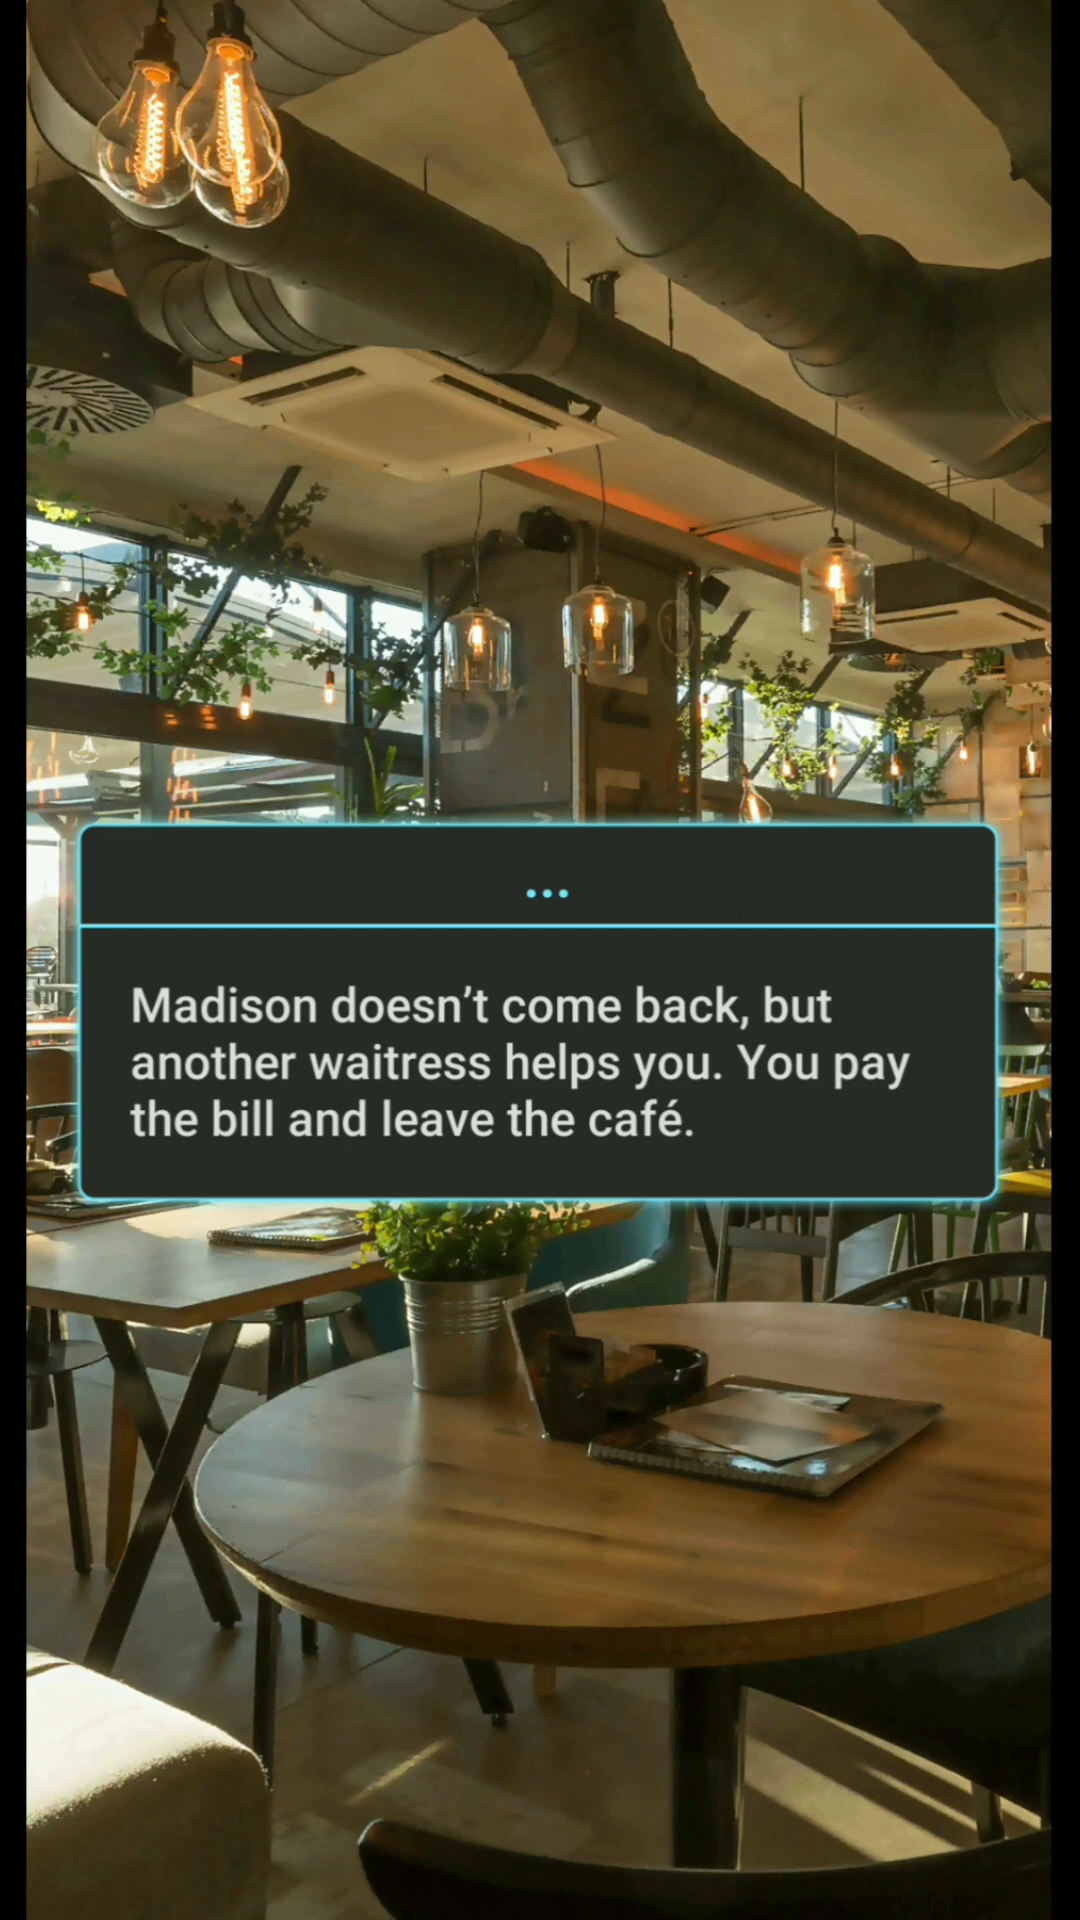 ...
Madison doesn’t come back, but
another waitress helps you. You pay
the bill and leave the café.